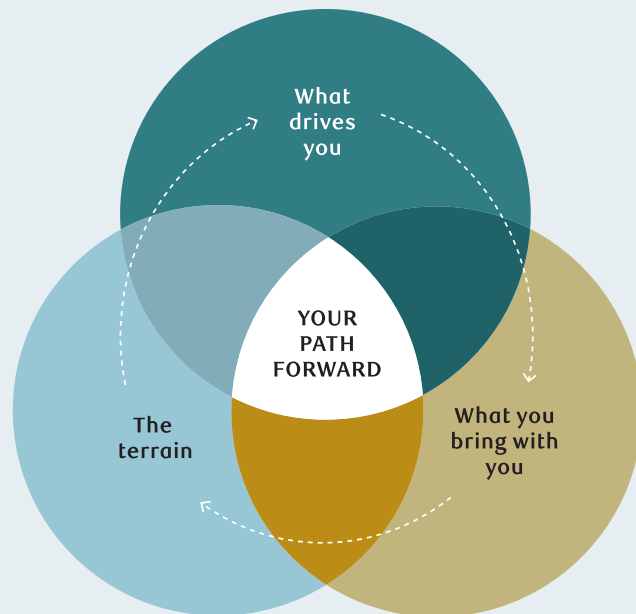 What
drives
you
YOUR
PATH
FORWARD
The
terrain
What you
bring with
you